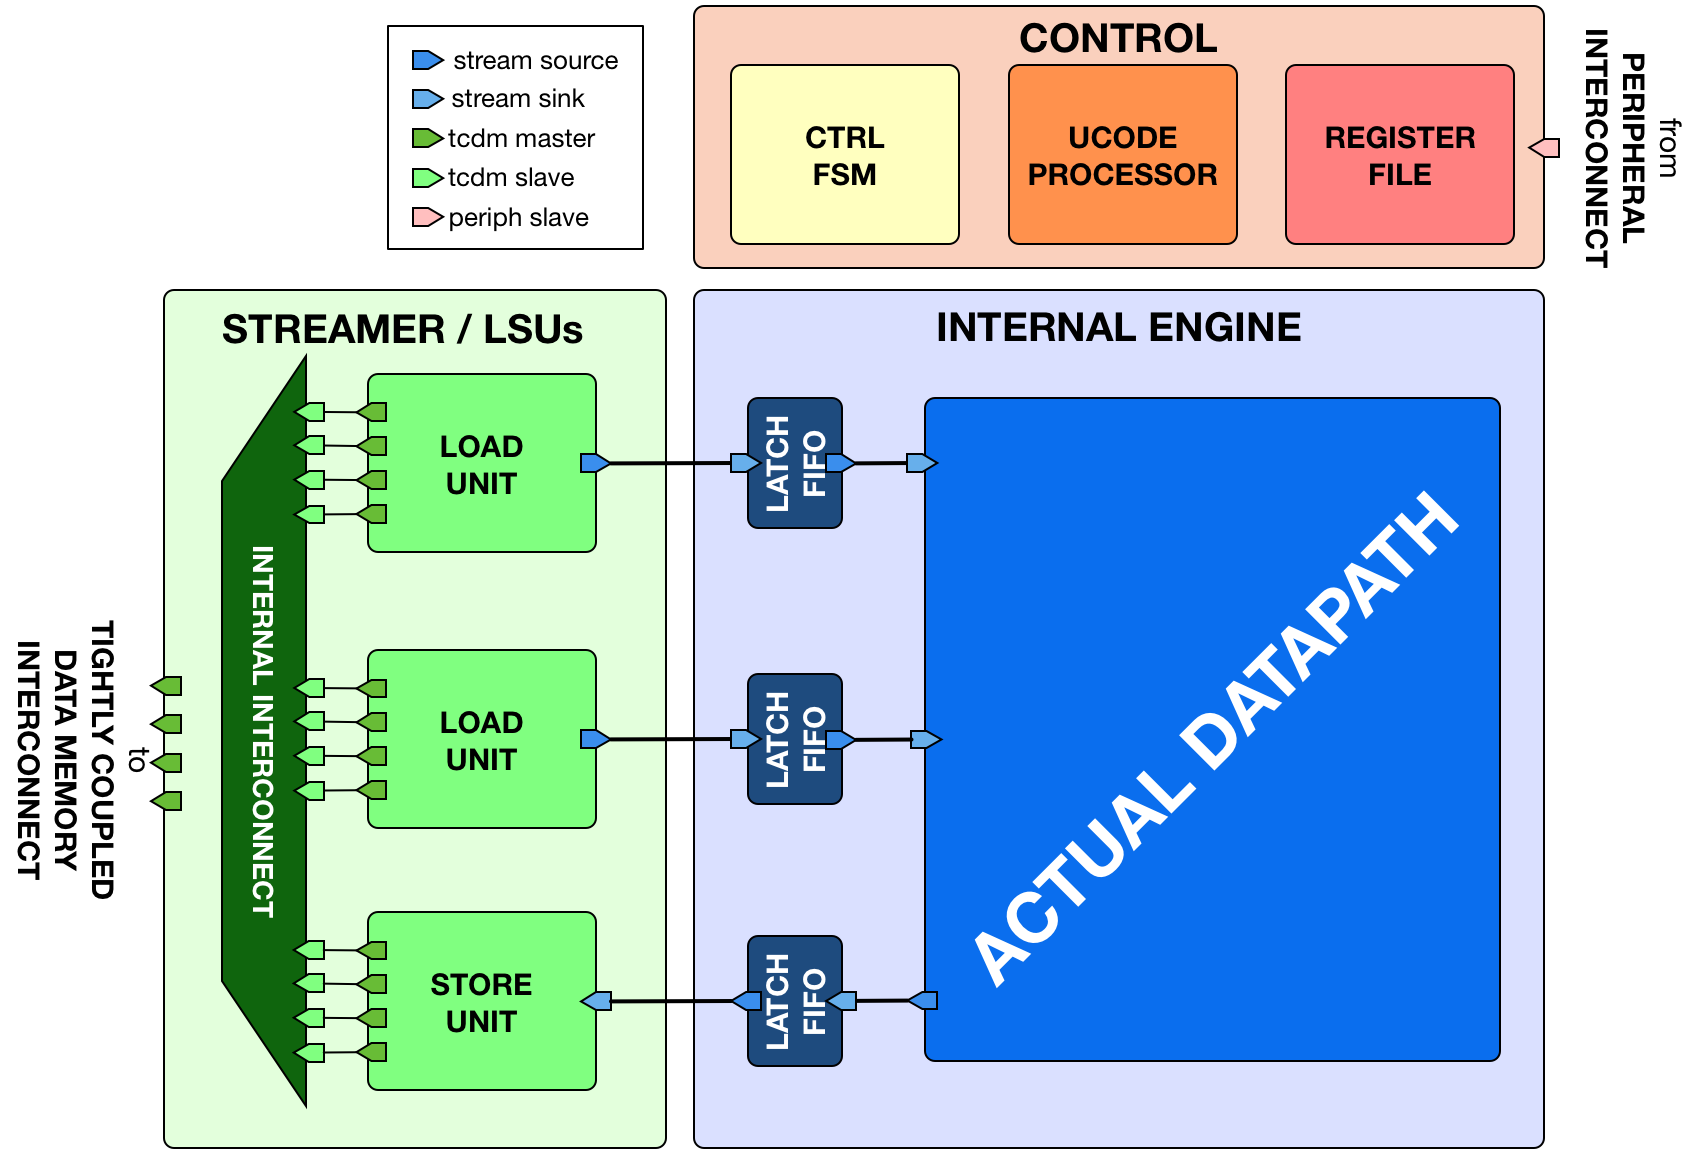 stream source
stream sink
tcdm master
tcdm slave
periph slave
CONTROL
CTRL
FSM
UCODE
PROCESSOR
REGISTER
FILE
from
PERIPHERAL
INTERCONNECT
STREAMER / LSUs
INTERNAL INTERCONNECT
LOAD
UNIT
LOAD
UNIT
STORE
UNIT
to
TIGHTLY COUPLED
DATA MEMORY
INTERCONNECT
INTERNAL ENGINE
LATCH
FIFO
LATCH
FIFO
LATCH
FIFO
ACTUAL DATAPATH